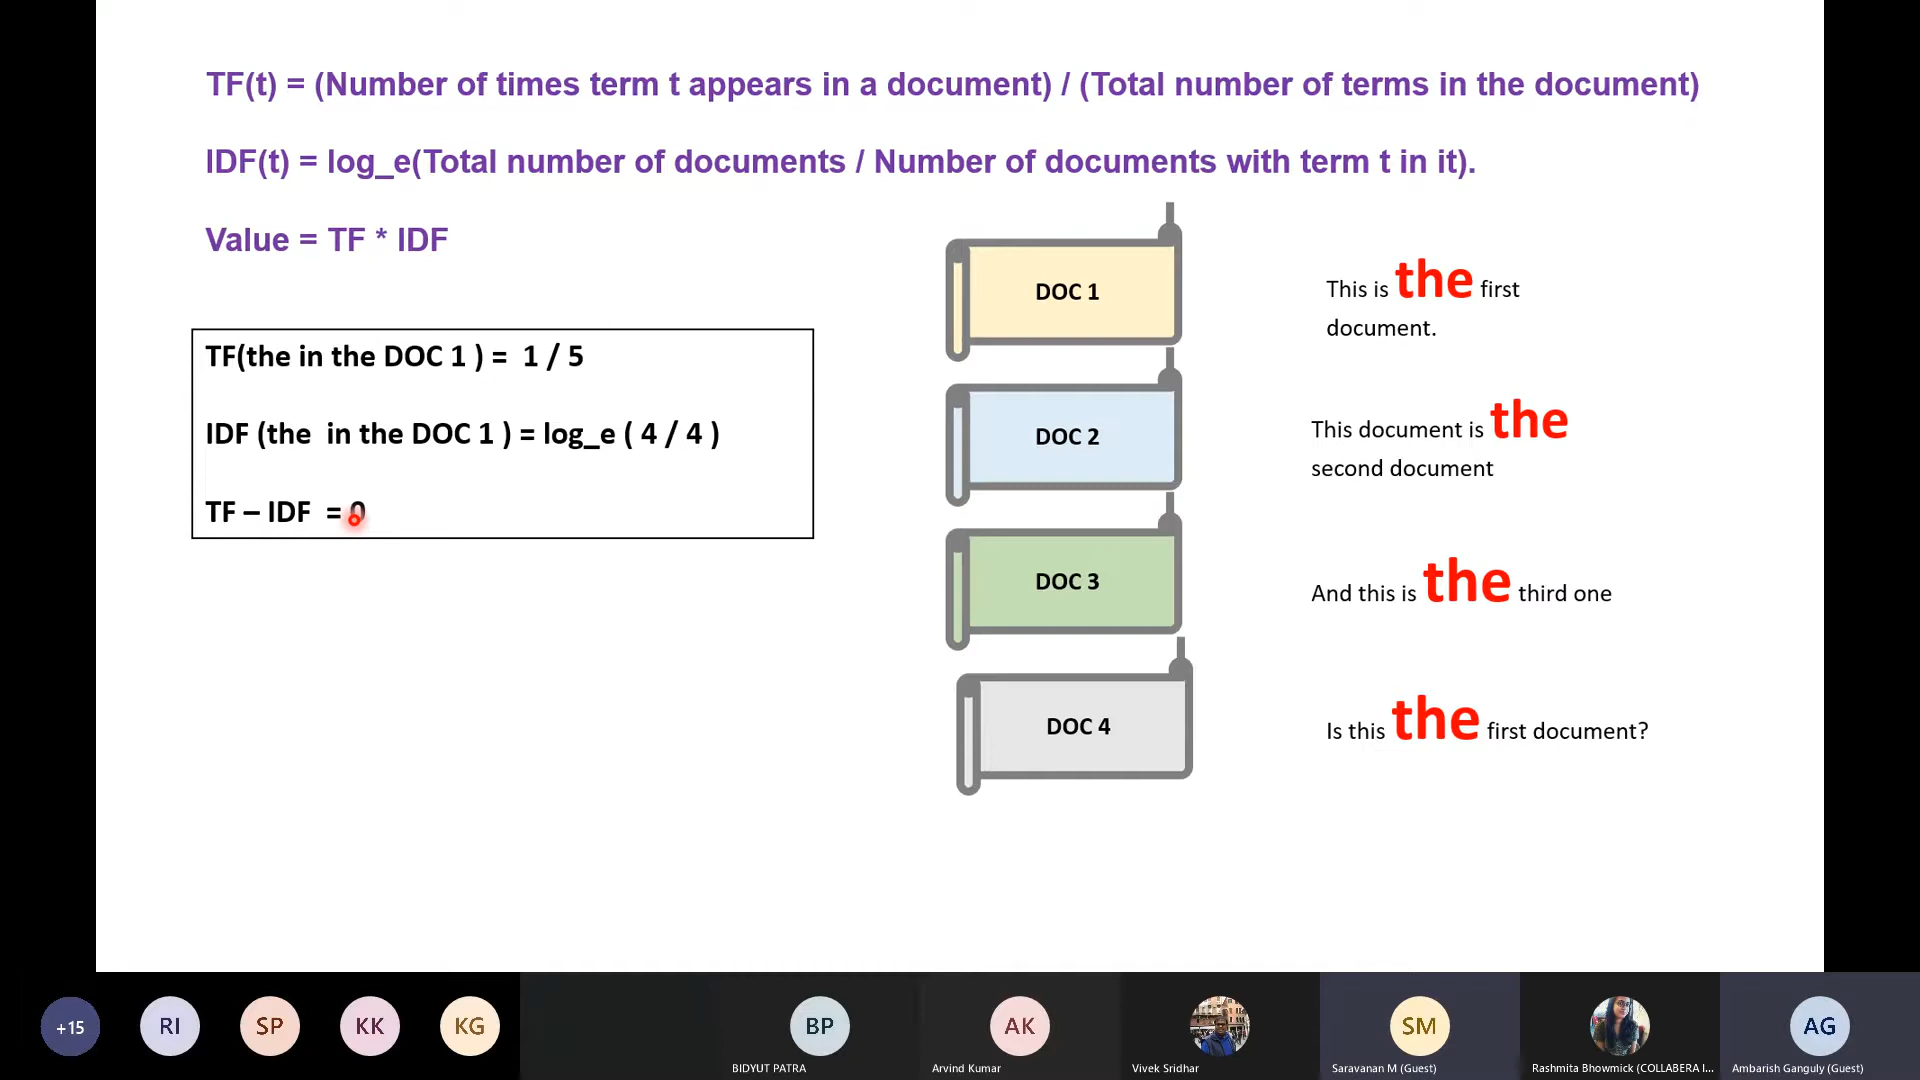 TF(t) = (Number of times term t appears in a document) / (Total number of terms in the document)
IDF(t) = log_e(Total number of documents / Number of documents with term t in it).
Value = TF * IDF
TF(the in the DOC 1 ) = 1 / 5
IDF (the in the DOC 1 ) = log_e ( 4 / 4 )
TF – IDF = 0
DOC 1
This is the first
document.
DOC 2
This document is the
second document
DOC 3
And this is the third one
DOC 4
Is this the first document?
+15
RI
SP
KK
KG
BP
AK
SM
AG
BIDYUT PATRA
Arvind Kumar
Vivek Sridhar
Saravanan M (Guest)
Rashmita Bhowmick (COLLABERA I...
Ambarish Ganguly (Guest)